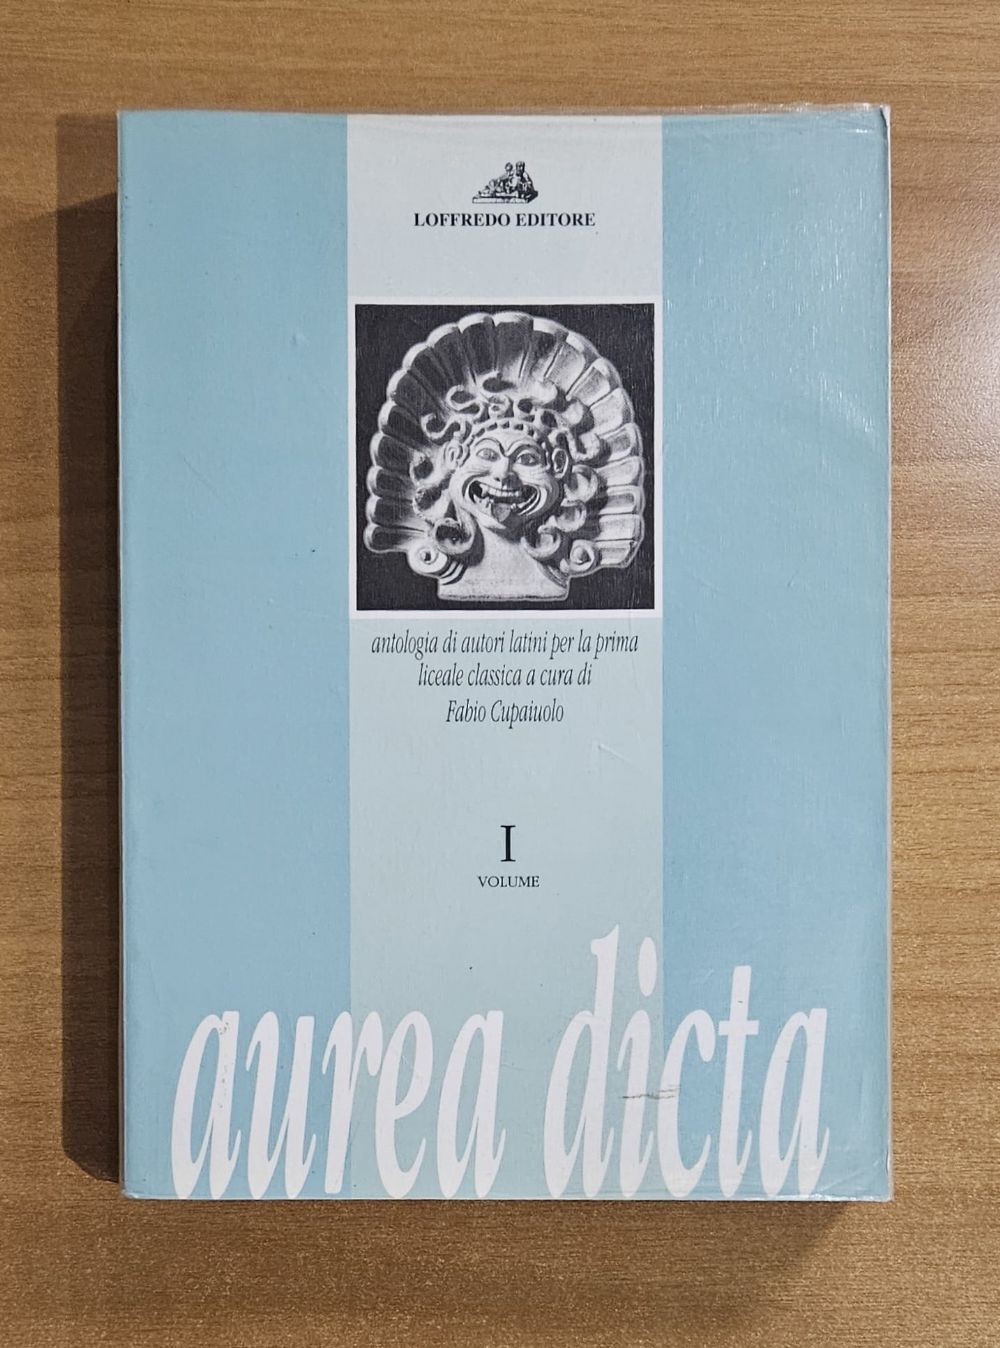 LOFFREDO EDITORE
antologia di autori latini per la prima
liceale classica a cura di
Fabio Cupaiuolo
I
VOLUME
aurea dicta